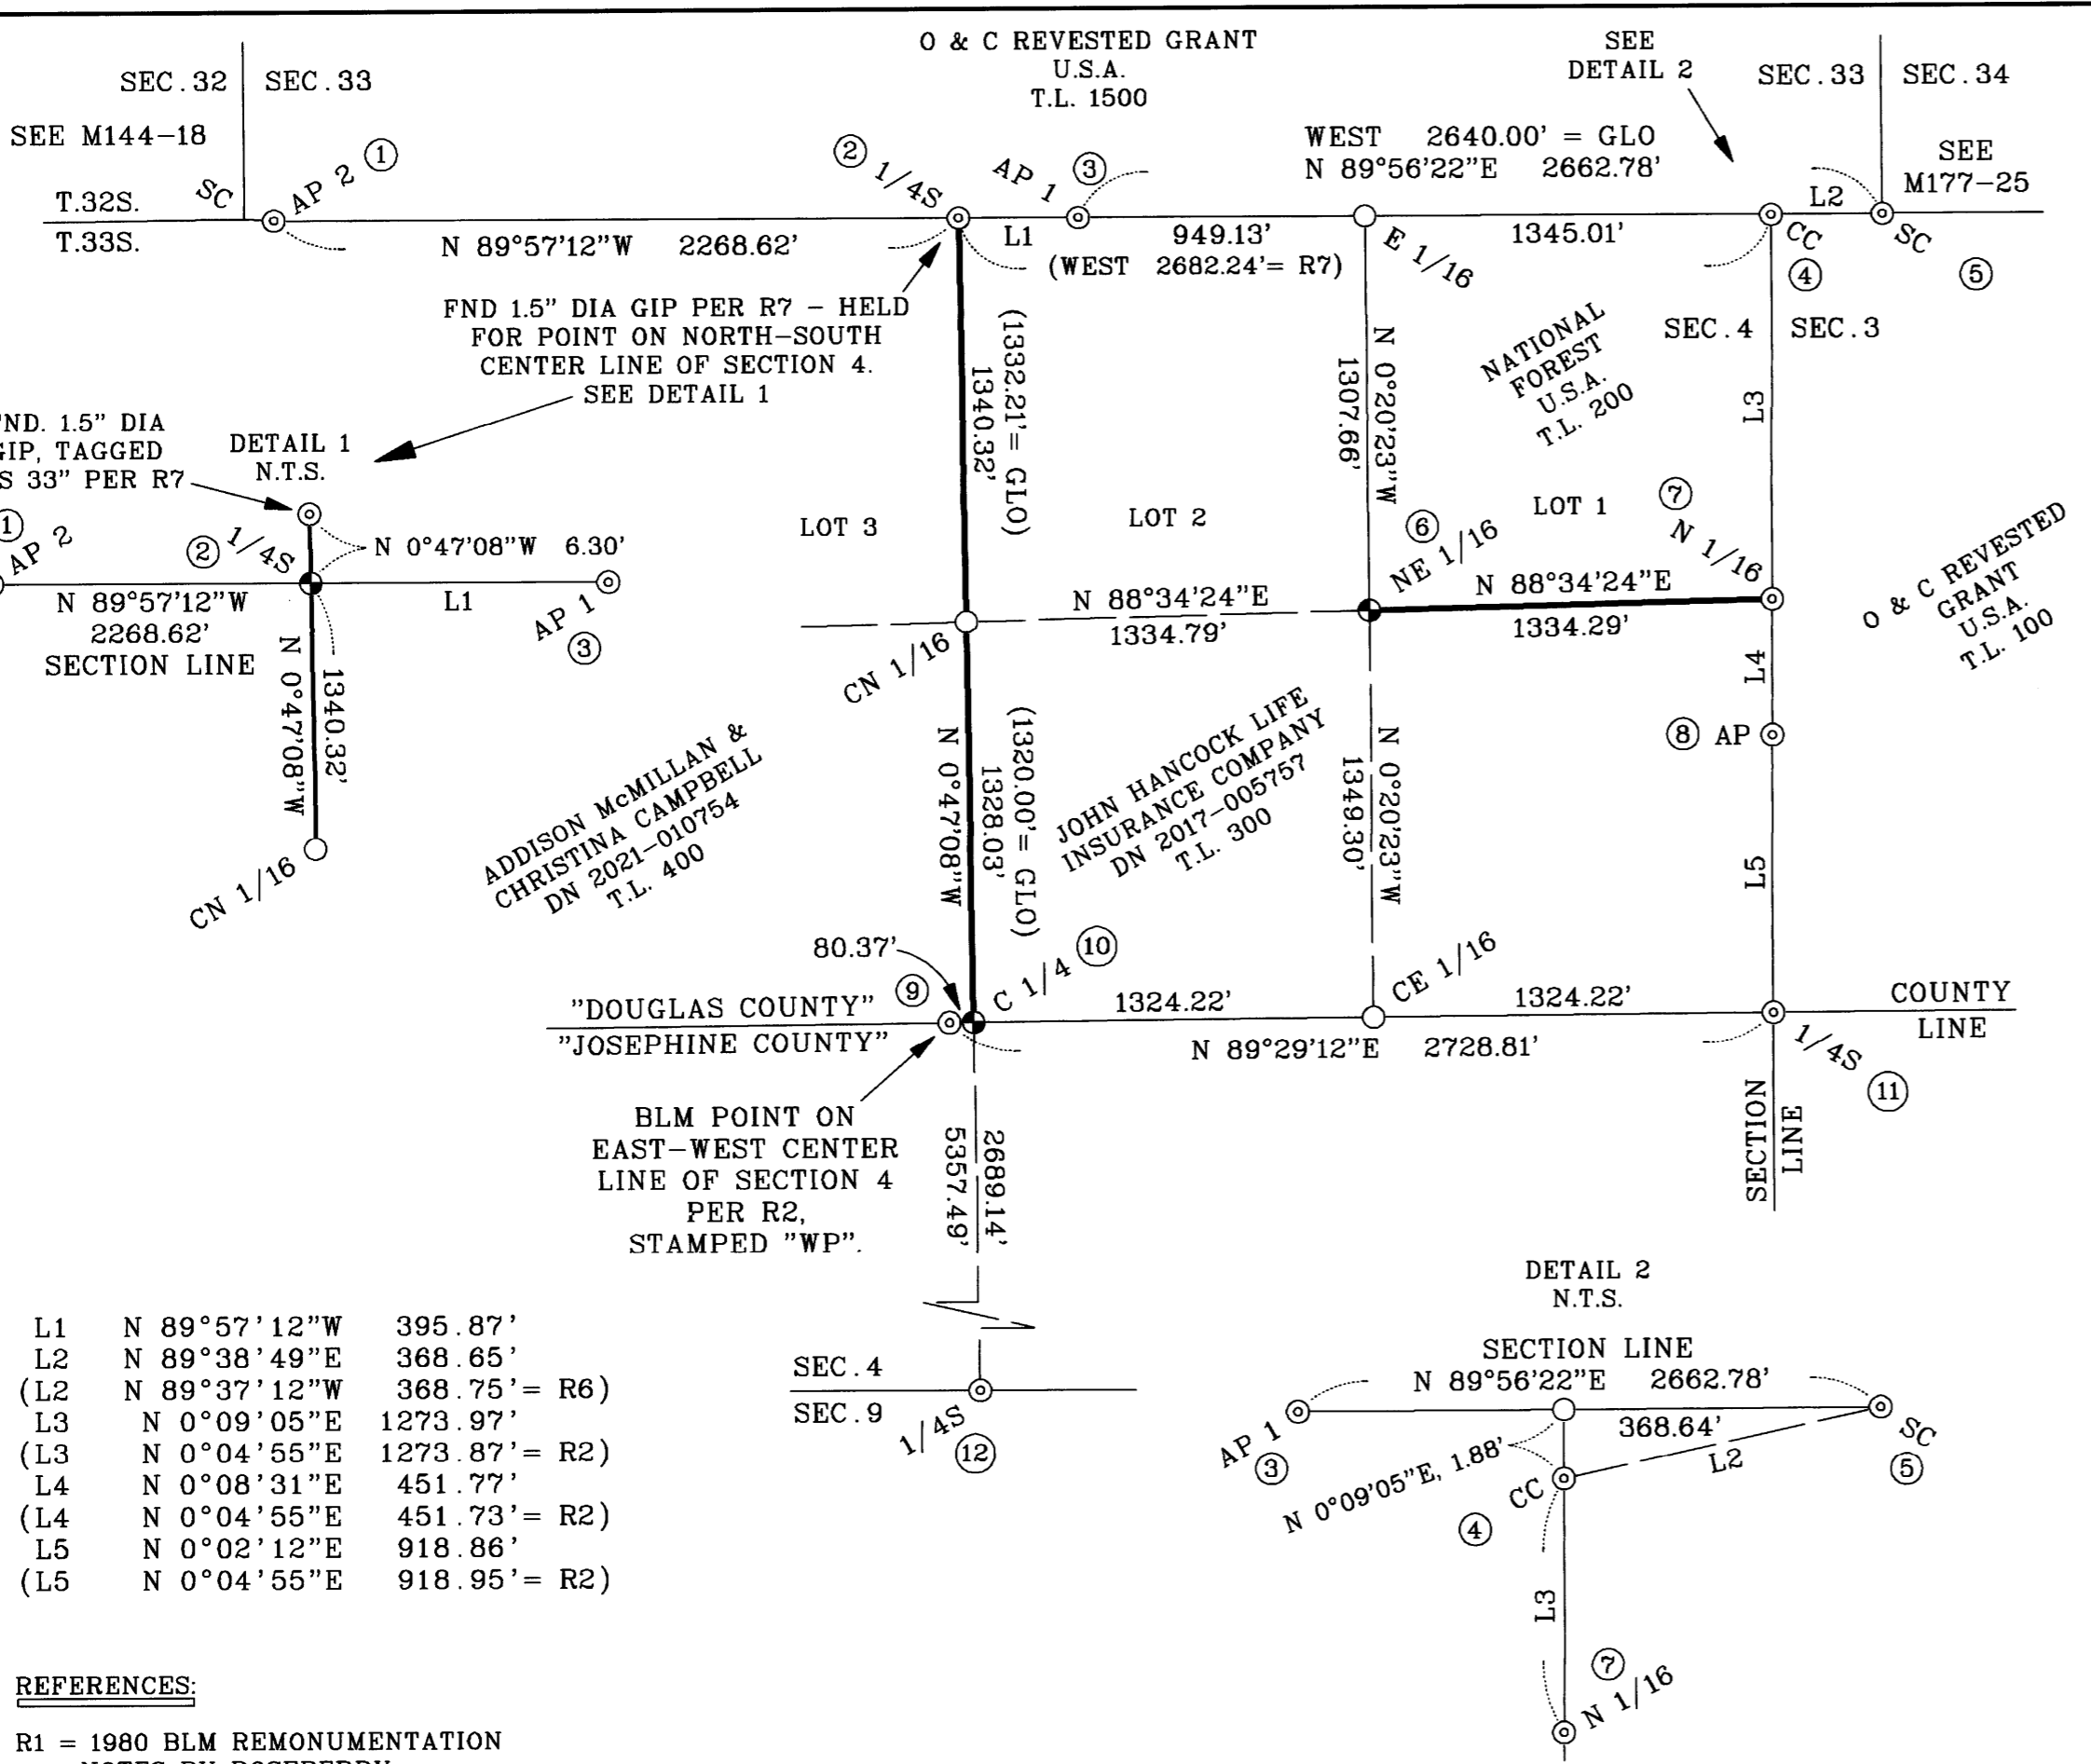 O & C REVESTED GRANT
U.S.A.
T.L. 1500
SEE
DETAIL 2
SEC.32
SEC.33
SEC.33
SEC.34
SEE M144-18
SEE
M177-25
T.32S.
T.33S.
SC
AP 2
1
N 89°57'12"W 2268.62'
2
1/4S
AP 1
3
L1
949.13'
(WEST 2682.24'= R7)
WEST 2640.00' = GLO
N 89°56'22"E 2662.78'
E 1/16
1345.01'
L2
CC
4
SC
5
FND 1.5" DIA GIP PER R7 - HELD
FOR POINT ON NORTH-SOUTH
CENTER LINE OF SECTION 4.
SEE DETAIL 1
(1332.21'= GLO)
1340.32'
N 0°20'23"W
1307.66'
NATIONAL
FOREST
U.S.A.
T.L. 200
SEC.4
SEC.3
L3
ND. 1.5" DIA
GIP, TAGGED
S 33" PER R7
DETAIL 1
N.T.S.
1
AP 2
2
1/4S
N 0°47'08"W 6.30'
N 89°57'12"W
2268.62'
SECTION LINE
L1
AP 1
3
N 0°47'08"W
1340.32'
CN 1/16
LOT 3
LOT 2
LOT 1
6
NE 1/16
7
N 1/16
N 88°34'24"E
1334.79'
N 88°34'24"E
1334.29'
CN 1/16
O & C REVESTED
GRANT
U.S.A.
T.L. 100
L4
8
AP
L5
ADDISON McMILLAN &
CHRISTINA CAMPBELL
DN 2021-010754
T.L. 400
N 0°47'08"W
1328.03'
(1320.00'= GLO)
JOHN HANCOCK LIFE
INSURANCE COMPANY
DN 2017-005757
T.L. 300
N 0°20'23"W
1349.30'
80.37'
9
C 1/4
10
CE 1/16
"DOUGLAS COUNTY"
"JOSEPHINE COUNTY"
1324.22'
1324.22'
N 89°29'12"E 2728.81'
COUNTY
LINE
1/4S
11
SECTION
LINE
BLM POINT ON
EAST-WEST CENTER
LINE OF SECTION 4
PER R2,
STAMPED "WP".
2689.14'
5357.49'
SEC.4
SEC.9
1/4S
12
L1 N 89°57'12"W 395.87'
L2 N 89°38'49"E 368.65'
(L2 N 89°37'12"W 368.75'= R6)
L3 N 0°09'05"E 1273.97'
(L3 N 0°04'55"E 1273.87'= R2)
L4 N 0°08'31"E 451.77'
(L4 N 0°04'55"E 451.73'= R2)
L5 N 0°02'12"E 918.86'
(L5 N 0°04'55"E 918.95'= R2)
DETAIL 2
N.T.S.
SECTION LINE
N 89°56'22"E 2662.78'
AP 1
3
368.64'
SC
5
N 0°09'05"E, 1.88'
CC
4
L2
L3
7
N 1/16
REFERENCES:
R1 = 1980 BLM REMONUMENTATION